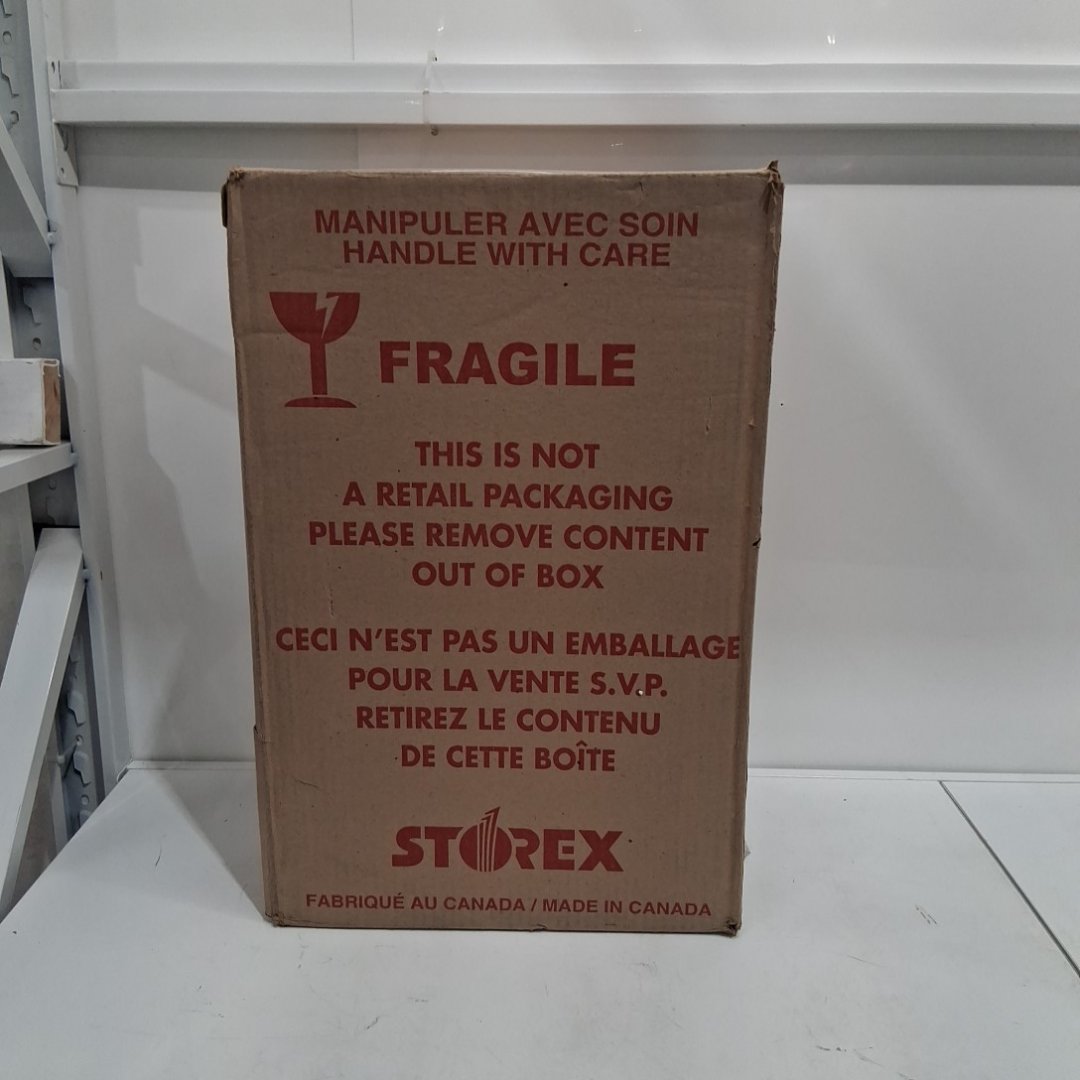 MANIPULER AVEC SOIN
HANDLE WITH CARE
FRAGILE
THIS IS NOT
A RETAIL PACKAGING
PLEASE REMOVE CONTENT
OUT OF BOX
CECI N'EST PAS UN EMBALLAGE
POUR LA VENTE S.V.P.
RETIREZ LE CONTENU
DE CETTE BOÎTE
STOREX
FABRIQUÉ AU CANADA / MADE IN CANADA